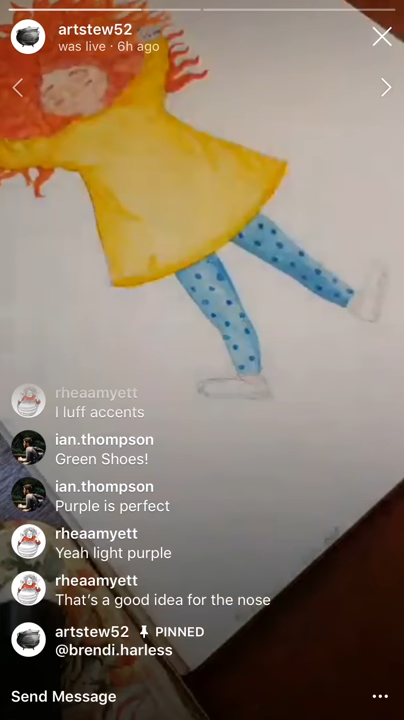 artstew52
was live · 6h ago
rheaamyett
I luff accents
ian.thompson
Green Shoes!
ian.thompson
Purple is perfect
rheaamyett
Yeah light purple
rheaamyett
That's a good idea for the nose
artstew52 PINNED
@brendi.harless
Send Message